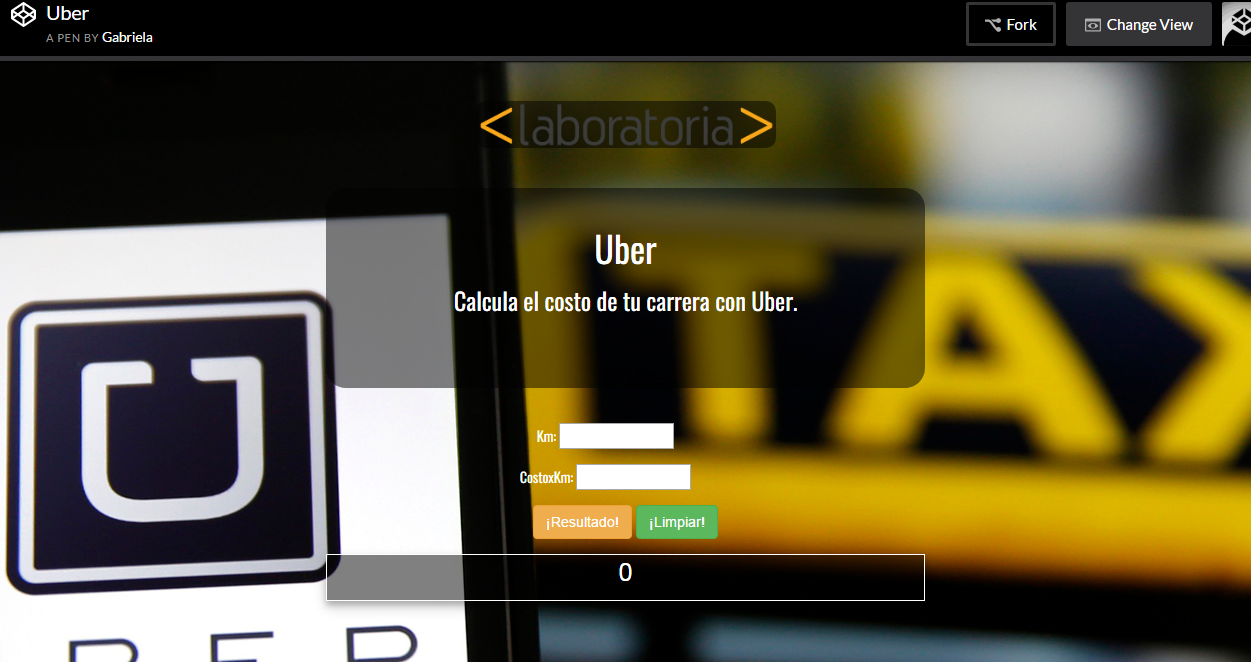 Uber
A PEN BY Gabriela
Fork
Change View
<laboratoria>
Uber
Calcula el costo de tu carrera con Uber.
TAX
Km:
CostoxKm:
¡Resultado!
¡Limpiar!
0
U